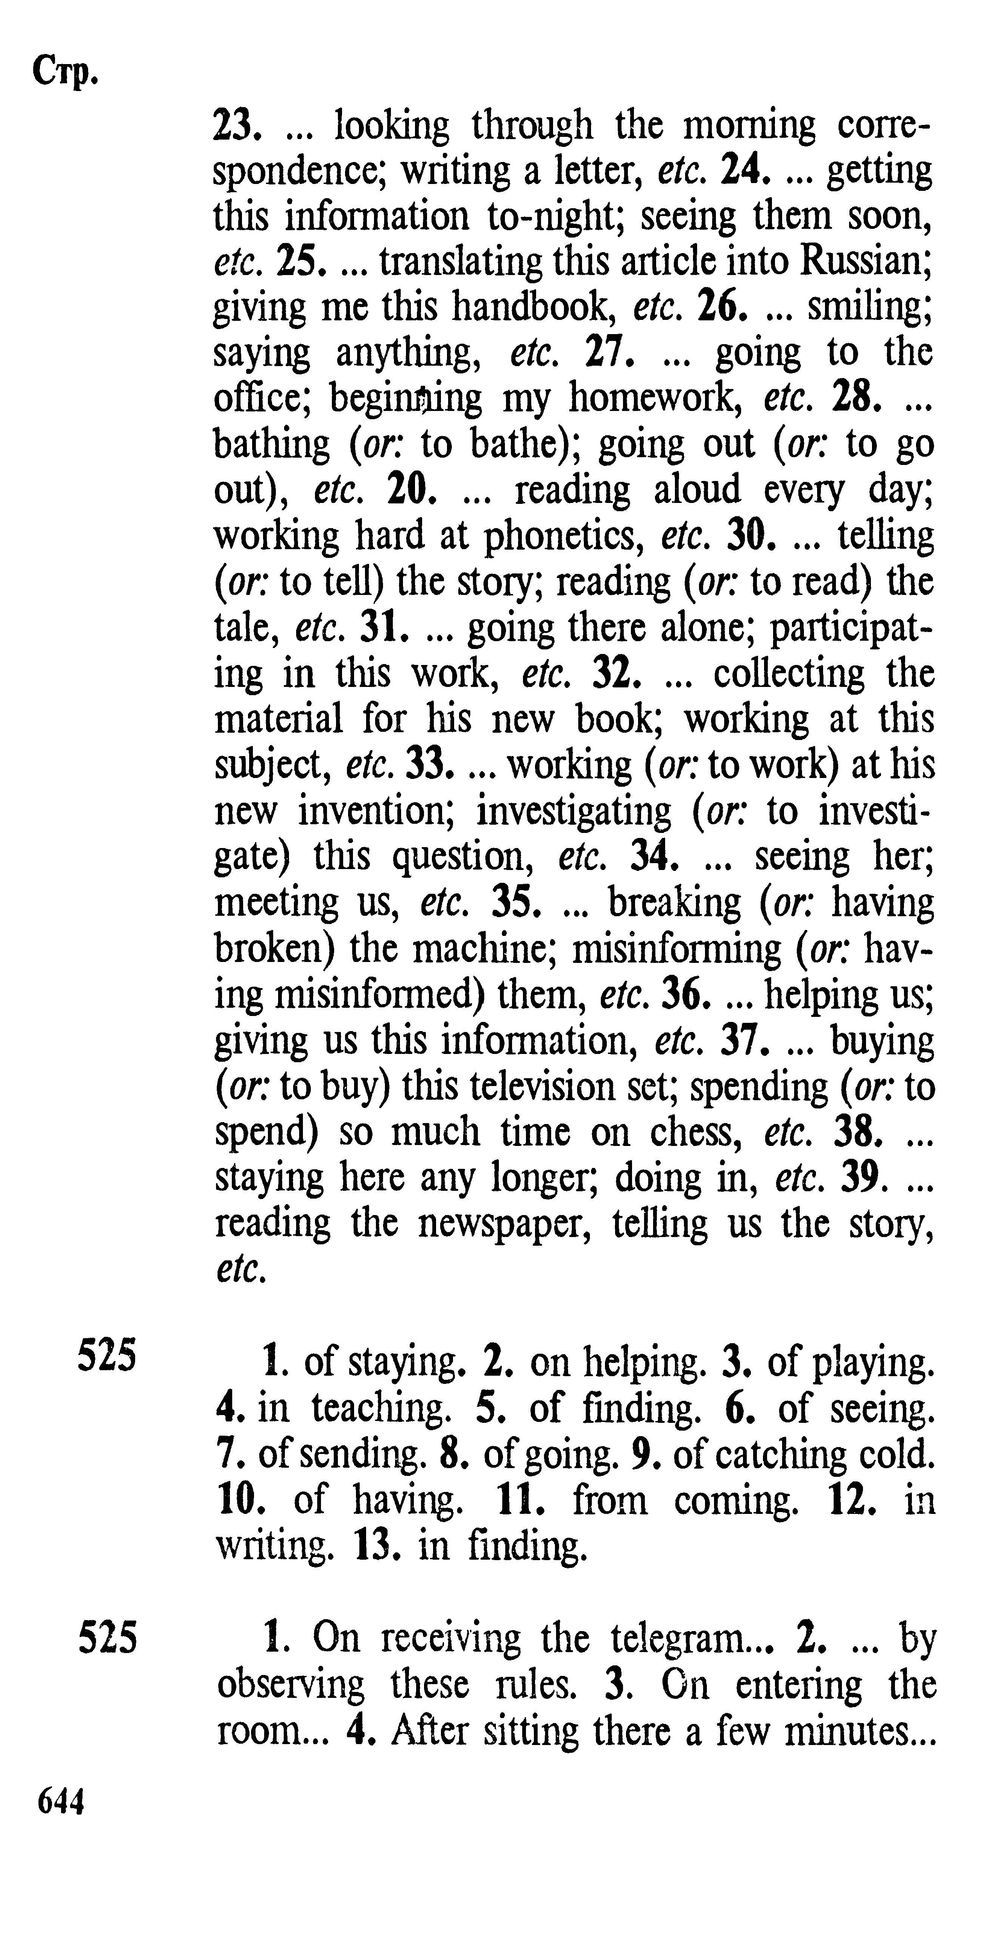 Стр.
23. ... looking through the morning corre-
spondence; writing a letter, etc. 24. ... getting
this information to-night; seeing them soon,
etc. 25. ... translating this article into Russian;
giving me this handbook, etc. 26. ... smiling;
saying anything, etc. 27. ... going to the
office; beginning my homework, etc. 28. ...
bathing (or: to bathe); going out (or: to go
out), etc. 20. ... reading aloud every day;
working hard at phonetics, etc. 30. ... telling
(or: to tell) the story; reading (or: to read) the
tale, etc. 31. ... going there alone; participat-
ing in this work, etc. 32. ... collecting the
material for his new book; working at this
subject, etc. 33. ... working (or: to work) at his
new invention; investigating (or: to investi-
gate) this question, etc. 34. ... seeing her;
meeting us, etc. 35. ... breaking (or: having
broken) the machine; misinforming (or: hav-
ing misinformed) them, etc. 36. ... helping us;
giving us this information, etc. 37. ... buying
(or: to buy) this television set; spending (or: to
spend) so much time on chess, etc. 38. ...
staying here any longer; doing in, etc. 39. ...
reading the newspaper, telling us the story,
etc.
525 1. of staying. 2. on helping. 3. of playing.
4. in teaching. 5. of finding. 6. of seeing.
7. of sending. 8. of going. 9. of catching cold.
10. of having. 11. from coming. 12. in
writing. 13. in finding.
525 1. On receiving the telegram... 2. ... by
observing these rules. 3. On entering the
room... 4. After sitting there a few minutes...
644